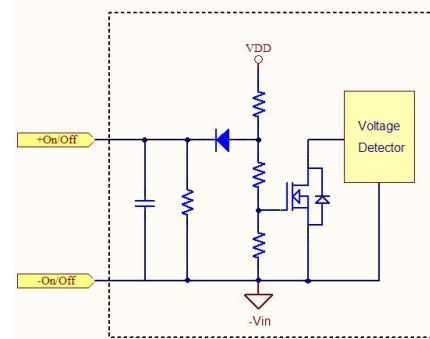 VDD
+On/Off
Voltage
Detector
-On/Off
-Vin